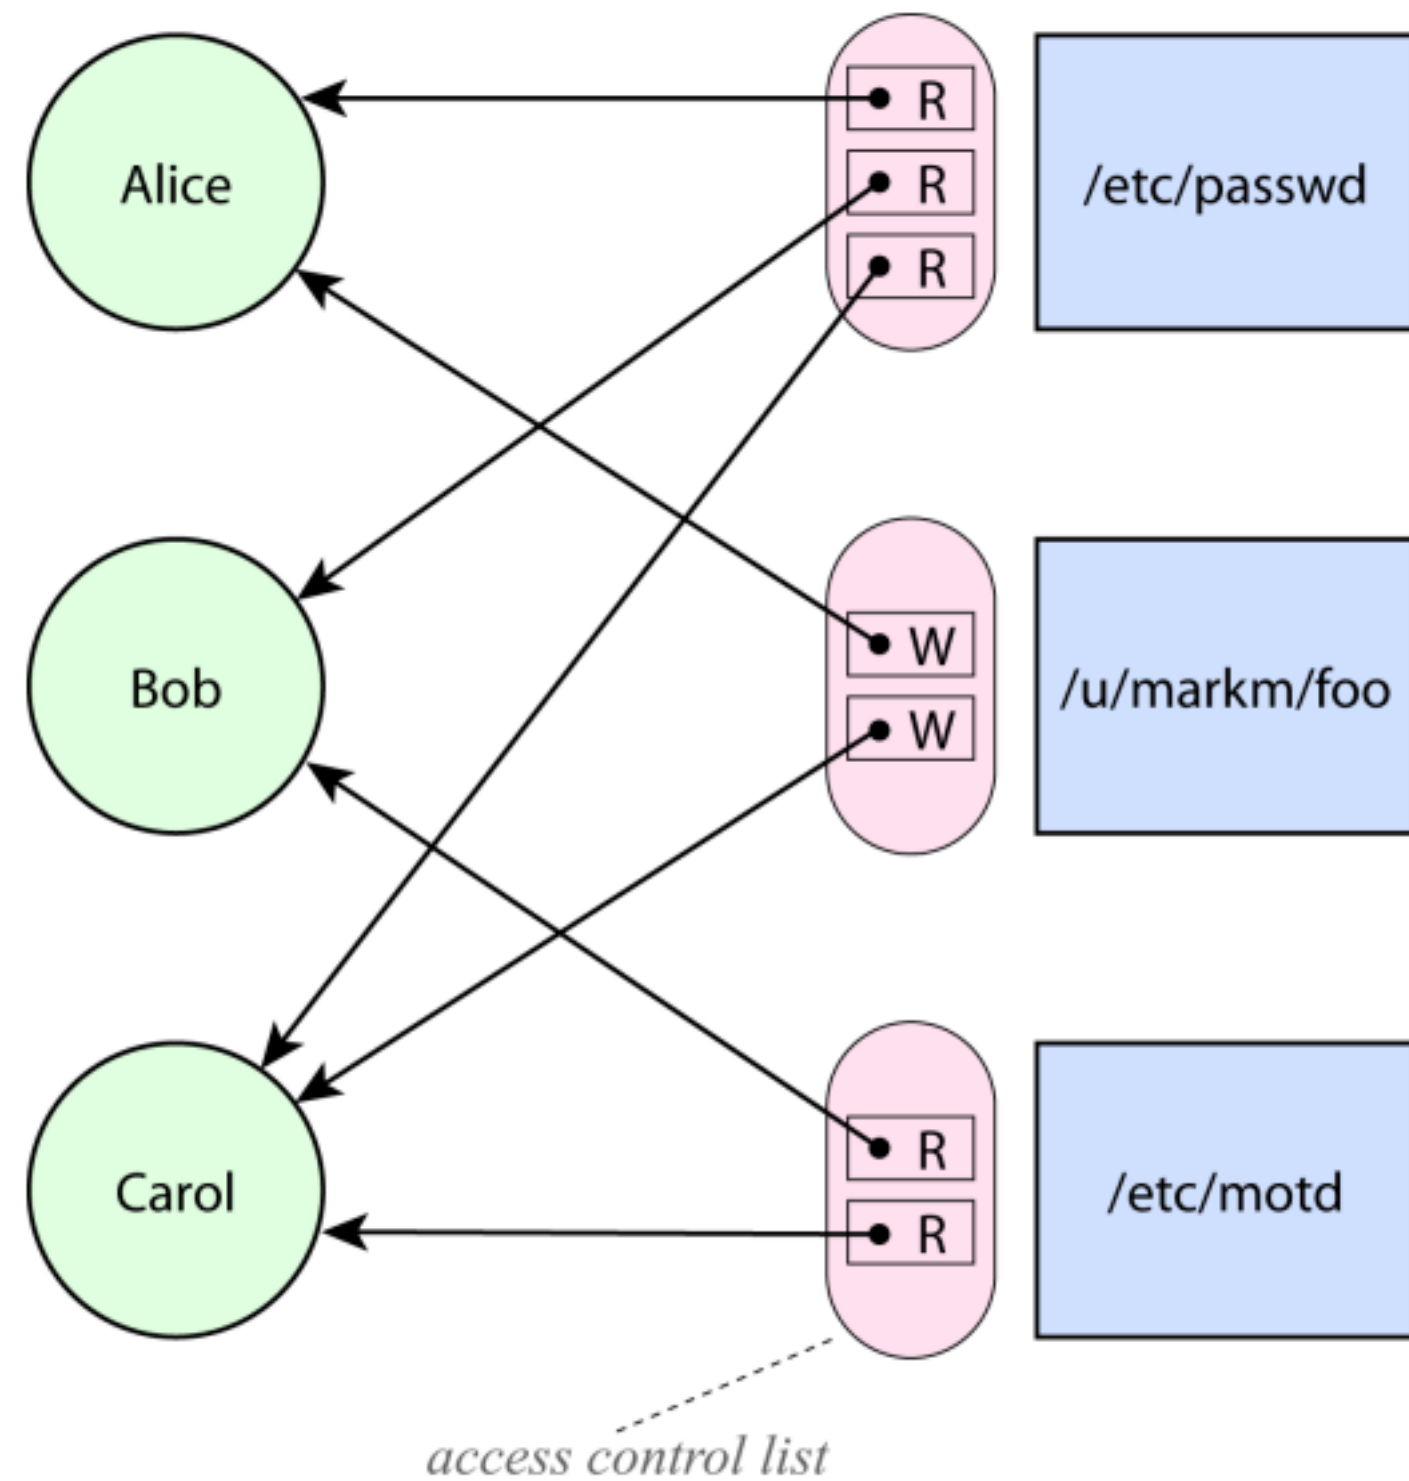 Alice
R
R
R
/etc/passwd
Bob
W
W
/u/markm/foo
Carol
R
R
/etc/motd
access control list